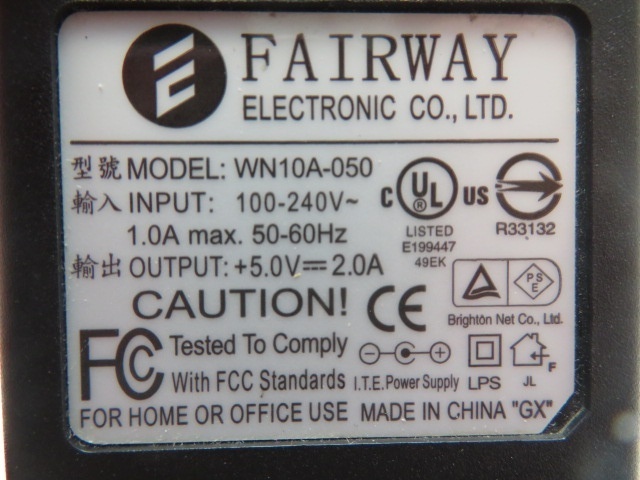 FAIRWAY
ELECTRONIC CO., LTD.
型號 MODEL: WN10A-050
輸入 INPUT: 100-240V~
1.0A max. 50-60Hz
輸出 OUTPUT: +5.0V⎓2.0A
CAUTION!
C UL® US
LISTED
E199447
49EK
R33132
CE
PS
E
Brighton Net Co., Ltd.
FCC Tested To Comply
With FCC Standards
I.T.E. Power Supply
LPS
JL
F
FOR HOME OR OFFICE USE MADE IN CHINA "GX"